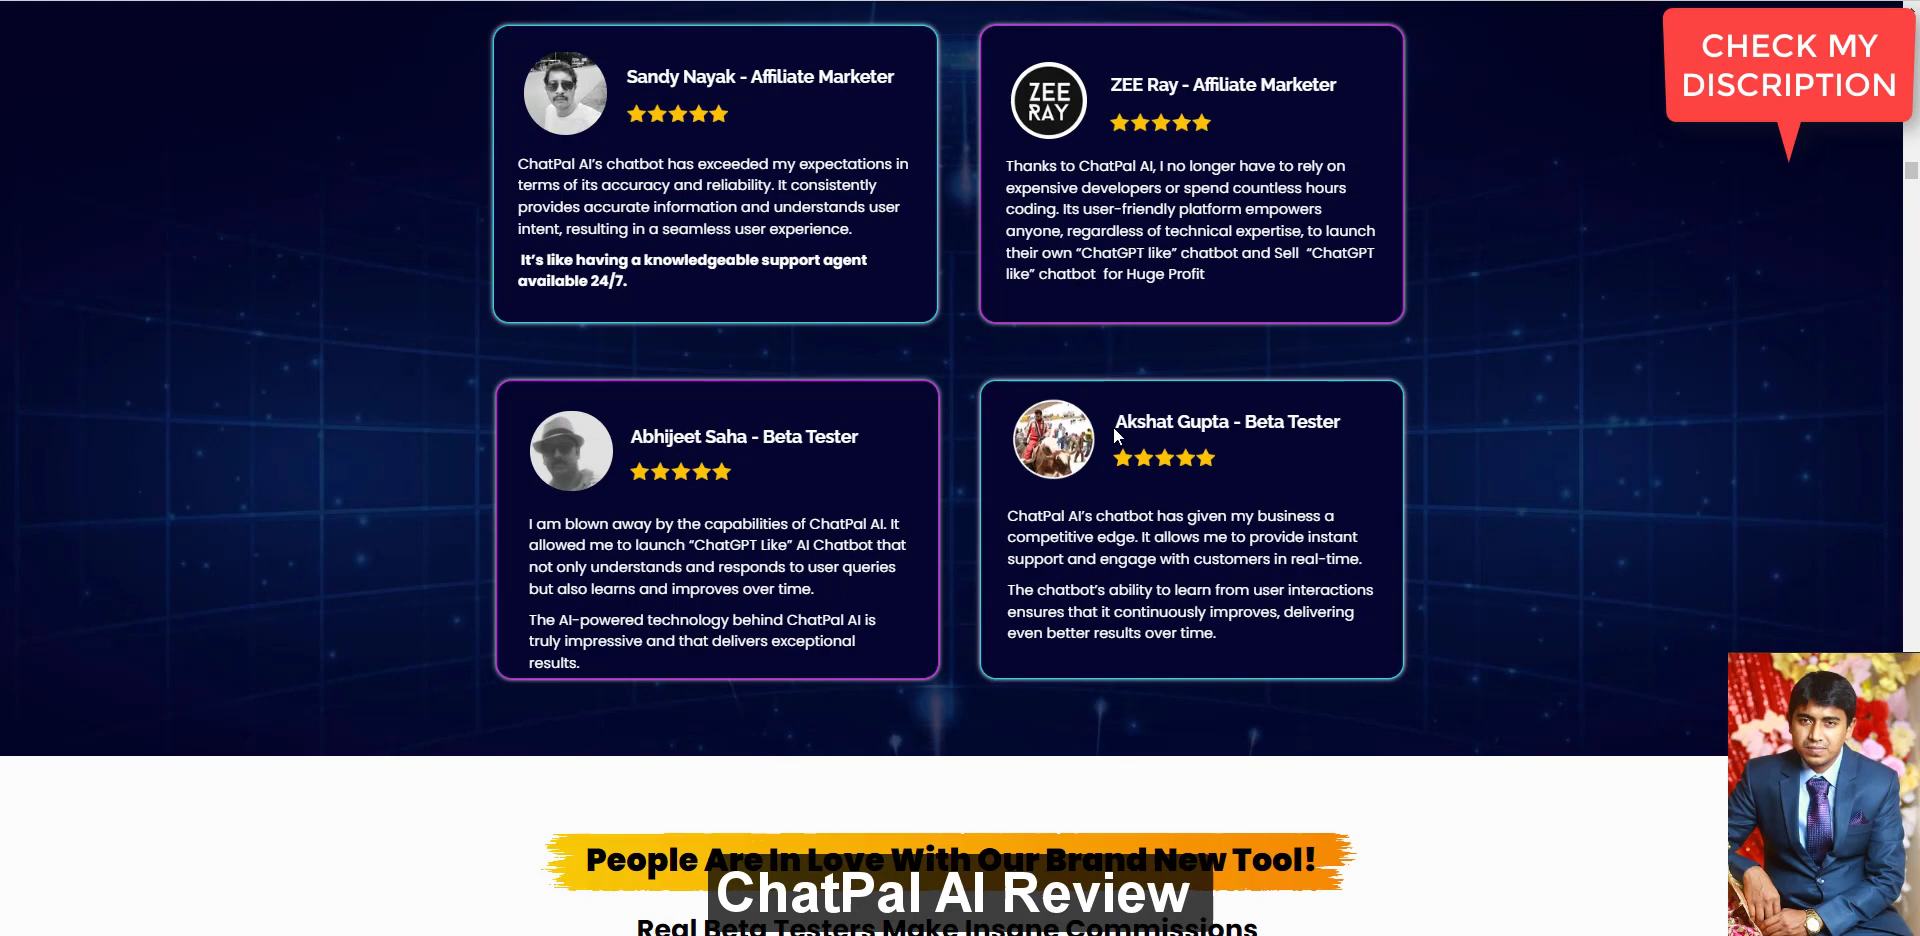 CHECK MY
DISCRIPTION
Sandy Nayak - Affiliate Marketer
ChatPal AI's chatbot has exceeded my expectations in
terms of its accuracy and reliability. It consistently
provides accurate information and understands user
intent, resulting in a seamless user experience.
It's like having a knowledgeable support agent
available 24/7.
ZEE
RAY
ZEE Ray - Affiliate Marketer
Thanks to ChatPal AI, I no longer have to rely on
expensive developers or spend countless hours
coding. Its user-friendly platform empowers
anyone, regardless of technical expertise, to launch
their own “ChatGPT like” chatbot and Sell “ChatGPT
like” chatbot for Huge Profit
Abhijeet Saha - Beta Tester
I am blown away by the capabilities of ChatPal AI. It
allowed me to launch “ChatGPT Like” AI Chatbot that
not only understands and responds to user queries
but also learns and improves over time.
The AI-powered technology behind ChatPal AI is
truly impressive and that delivers exceptional
results.
Akshat Gupta - Beta Tester
ChatPal AI's chatbot has given my business a
competitive edge. It allows me to provide instant
support and engage with customers in real-time.
The chatbot's ability to learn from user interactions
ensures that it continuously improves, delivering
even better results over time.
People Are In Love With Our Brand New Tool!
ChatPal AI Review
Real Beta Testers Make Insane Commissions